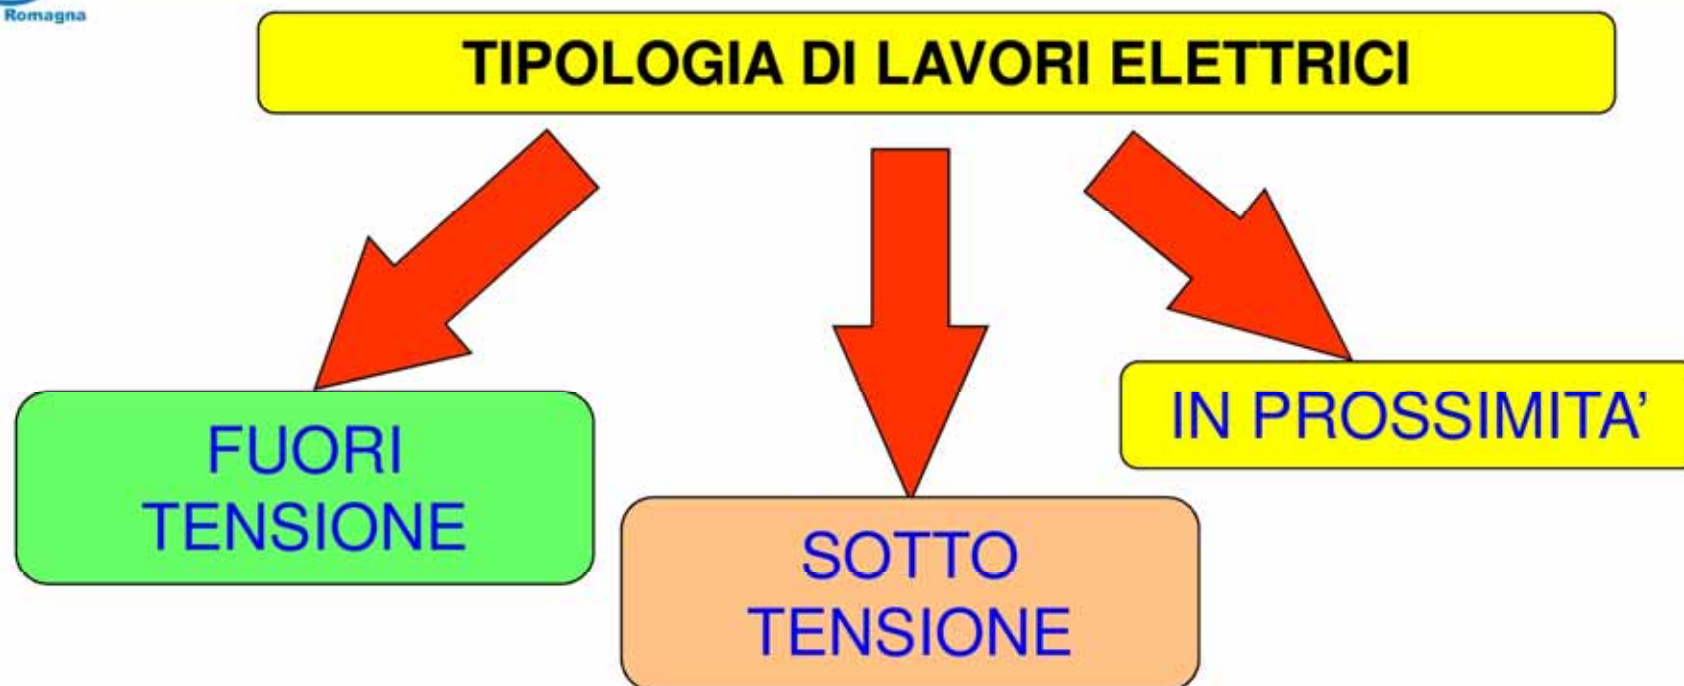 Romagna
TIPOLOGIA DI LAVORI ELETTRICI
FUORI
TENSIONE
SOTTO
TENSIONE
IN PROSSIMITA’